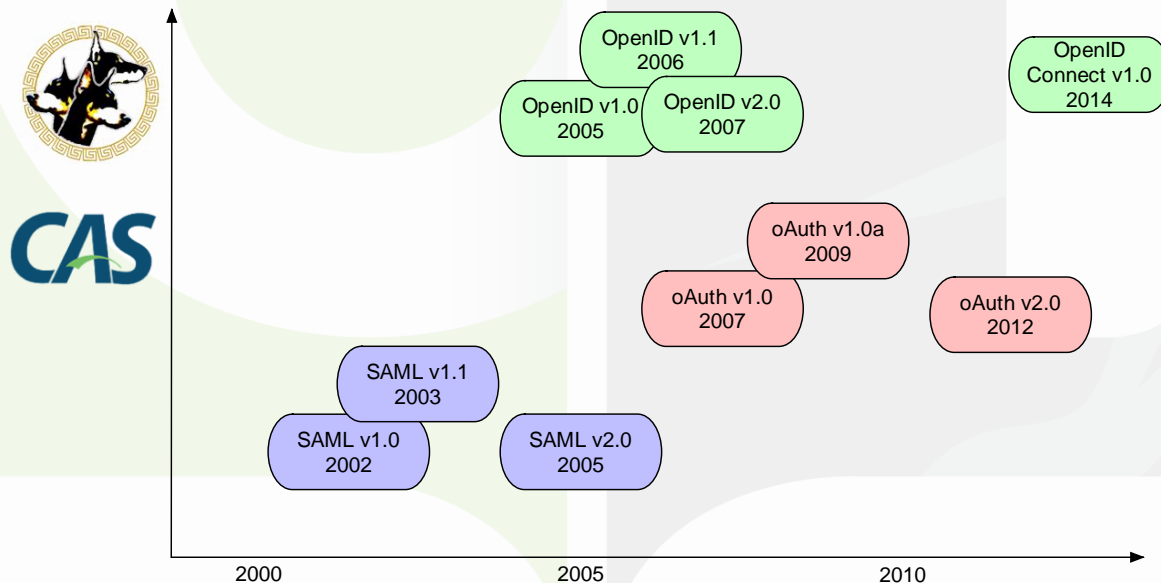 OpenID v1.1
2006
OpenID
Connect v1.0
2014
OpenID v1.0
2005
OpenID v2.0
2007
CAS
oAuth v1.0a
2009
oAuth v1.0
2007
oAuth v2.0
2012
SAML v1.1
2003
SAML v1.0
2002
SAML v2.0
2005
2000
2005
2010